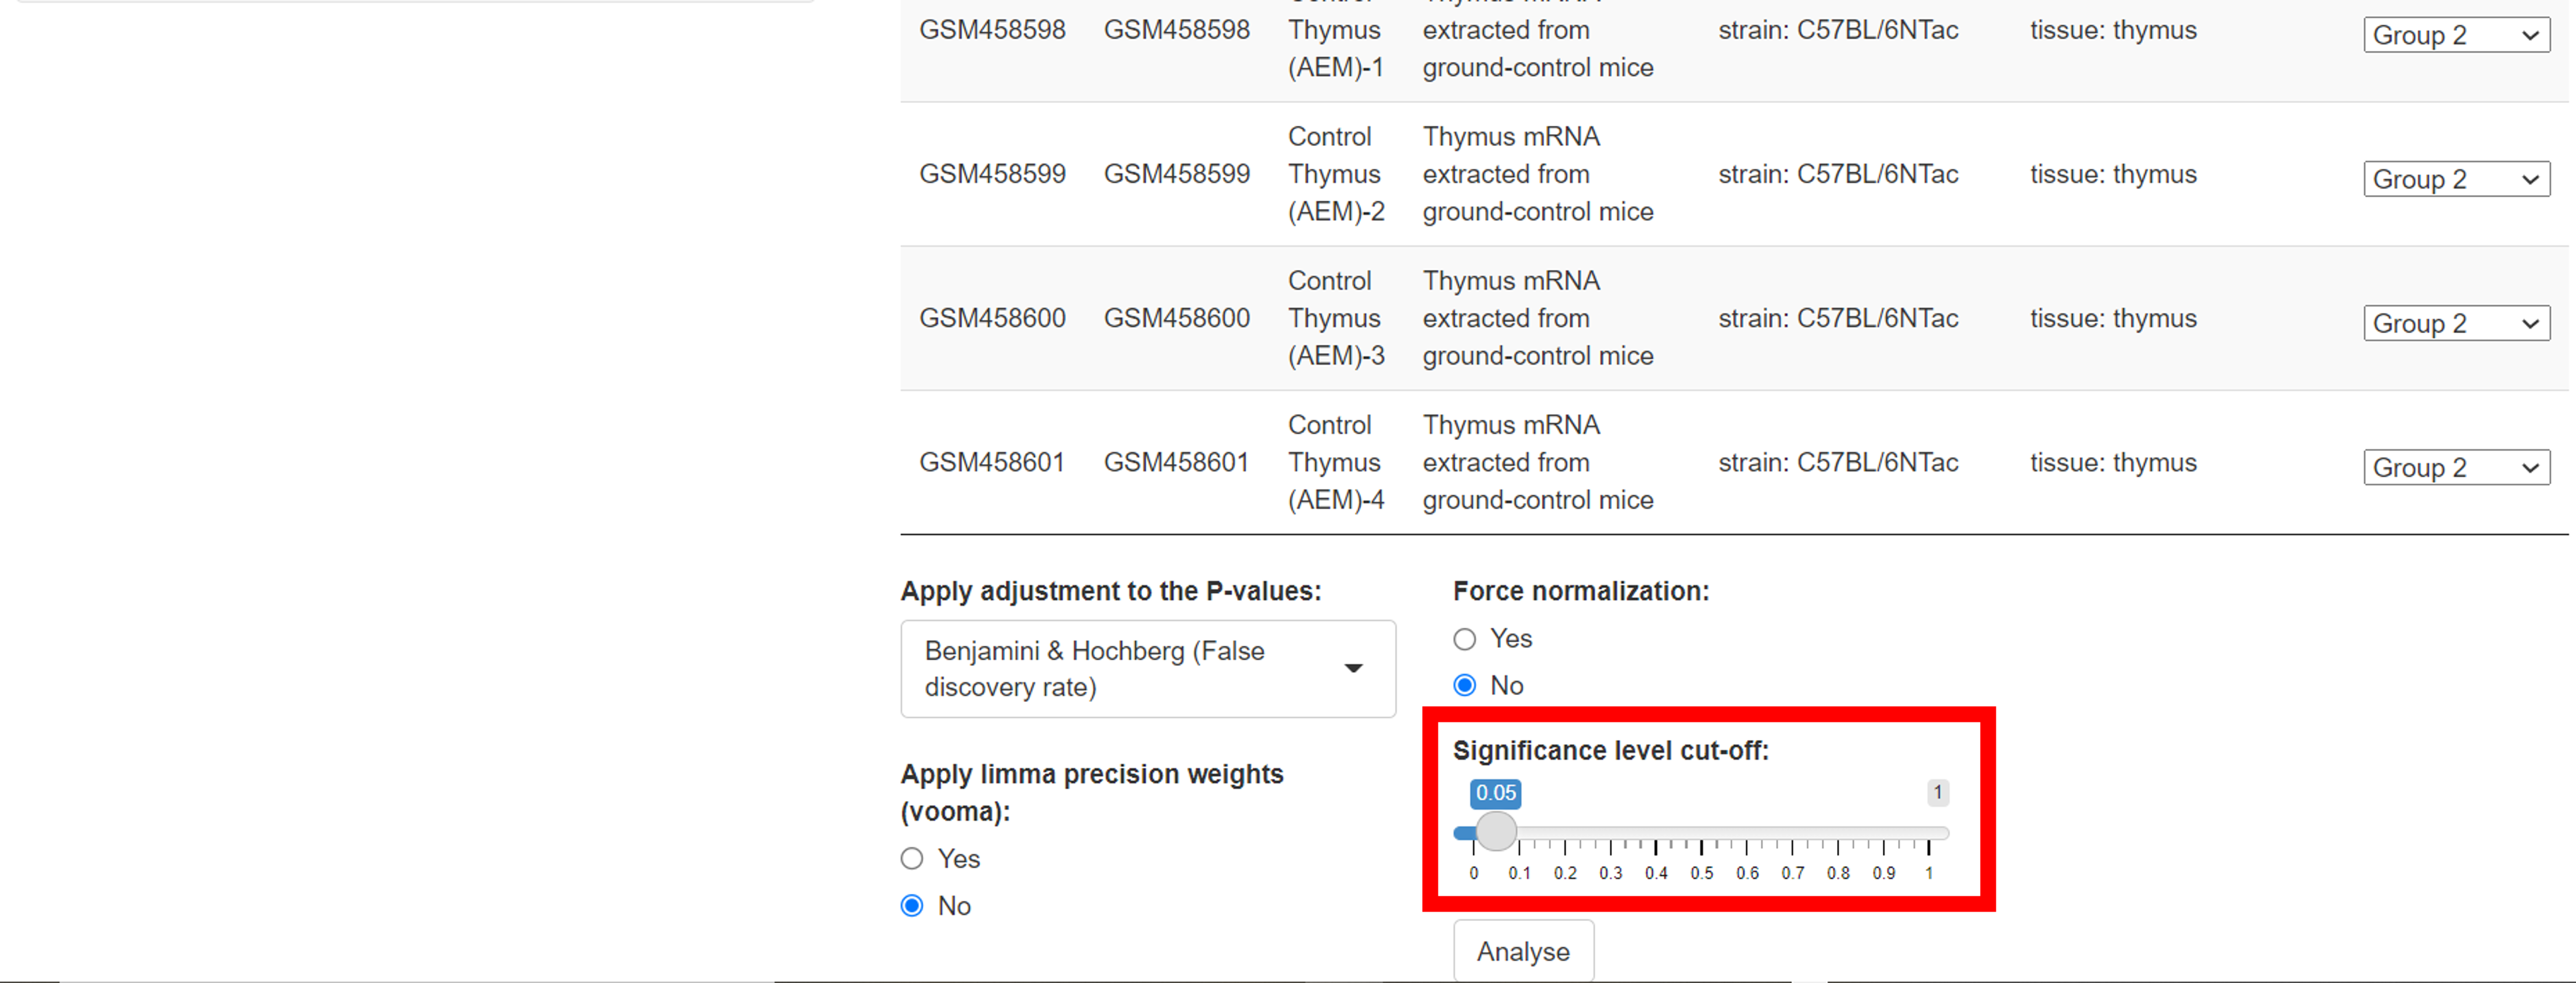 GSM458598 GSM458598 Thymus extracted from strain: C57BL/6NTac tissue: thymus Group 2
(AEM)-1 ground-control mice
Control Thymus mRNA
GSM458599 GSM458599 Thymus extracted from strain: C57BL/6NTac tissue: thymus Group 2
(AEM)-2 ground-control mice
Control Thymus mRNA
GSM458600 GSM458600 Thymus extracted from strain: C57BL/6NTac tissue: thymus Group 2
(AEM)-3 ground-control mice
Control Thymus mRNA
GSM458601 GSM458601 Thymus extracted from strain: C57BL/6NTac tissue: thymus Group 2
(AEM)-4 ground-control mice
Apply adjustment to the P-values:
Benjamini & Hochberg (False
discovery rate)
Apply limma precision weights
(vooma):
Yes
No
Force normalization:
Yes
No
Significance level cut-off:
0.05 1
0 0.1 0.2 0.3 0.4 0.5 0.6 0.7 0.8 0.9 1
Analyse